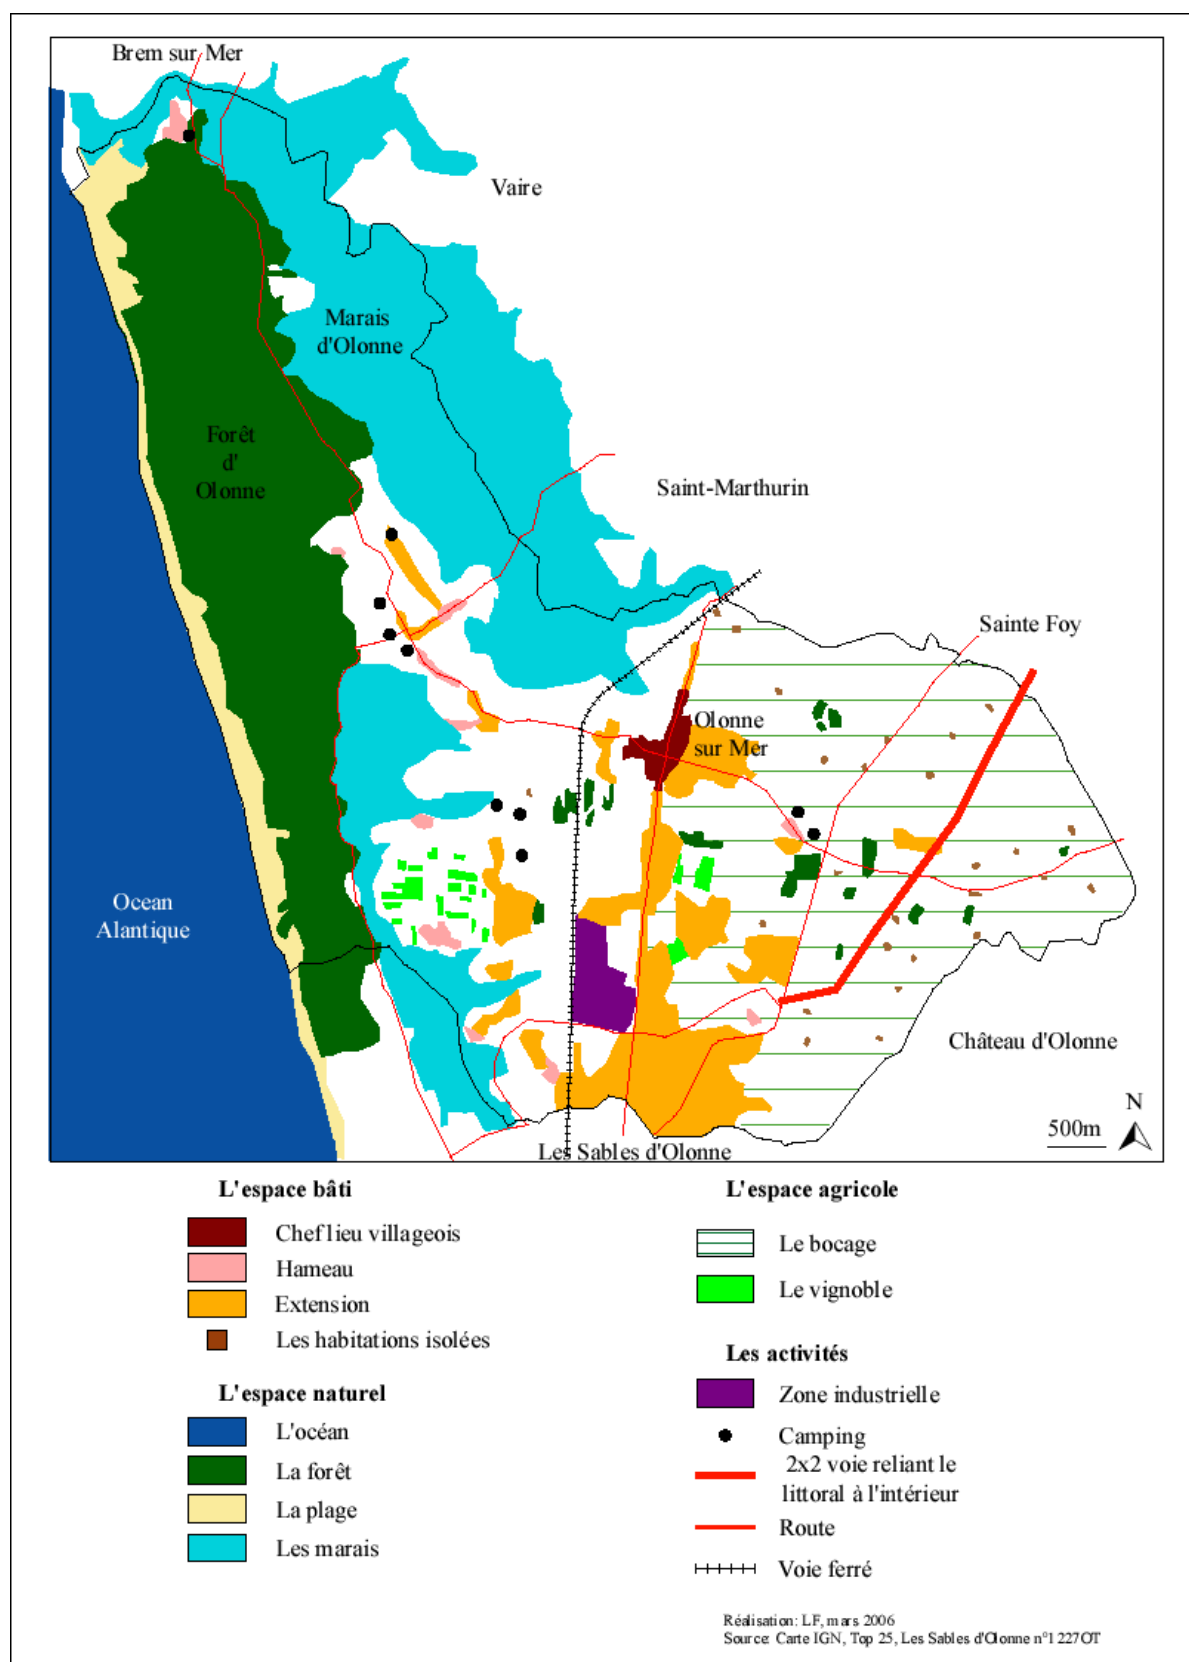 Brem sur Mer
Vaire
Marais
d'Olonne
Forêt
d'
Olonne
Saint-Marthurin
Sainte Foy
Olonne
sur Mer
Ocean
Alantique
Château d'Olonne
N
500m
Les Sables d'Olonne
L'espace bâti
Chef lieu villageois
Hameau
Extension
Les habitations isolées
L'espace naturel
L'océan
La forêt
La plage
Les marais
L'espace agricole
Le bocage
Le vignoble
Les activités
Zone industrielle
Camping
2x2 voie reliant le
littoral à l'intérieur
Route
Voie ferré
Réalisation: LF, mars 2006
Source: Carte IGN, Top 25, Les Sables d'Olonne n°1227OT